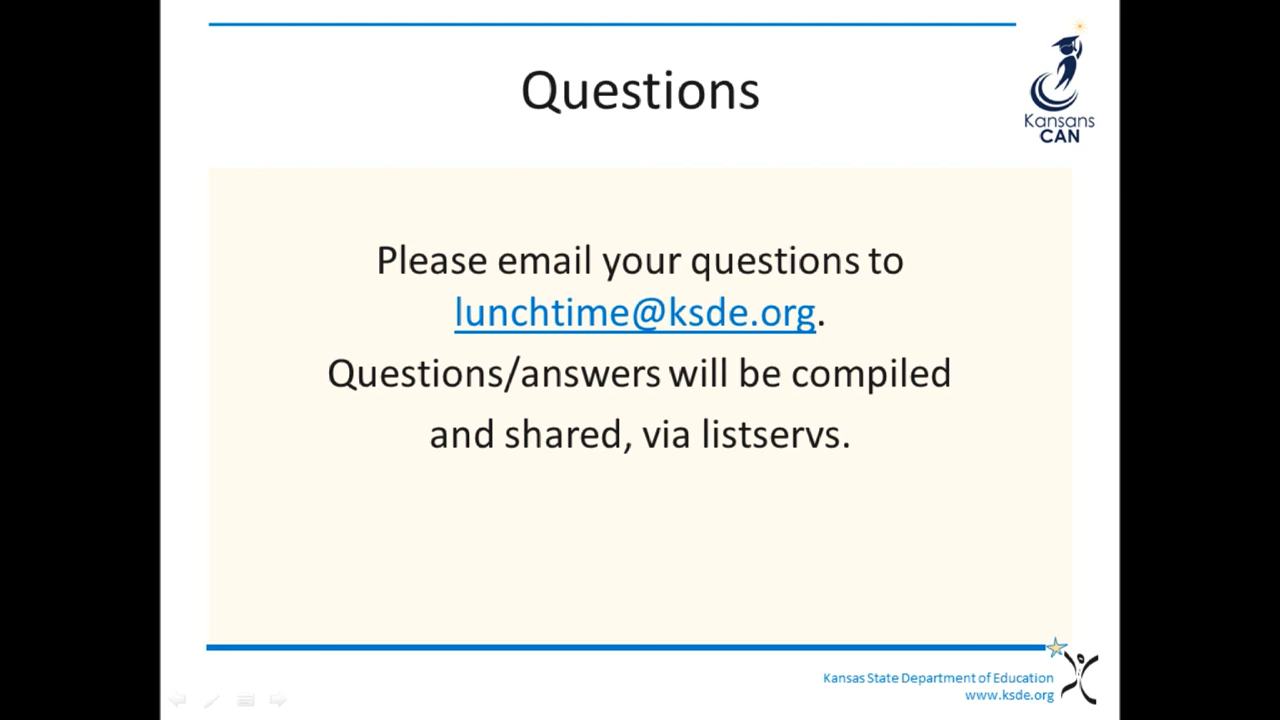 Questions
Kansans
CAN
Please email your questions to
lunchtime@ksde.org.
Questions/answers will be compiled
and shared, via listservs.
Kansas State Department of Education
www.ksde.org